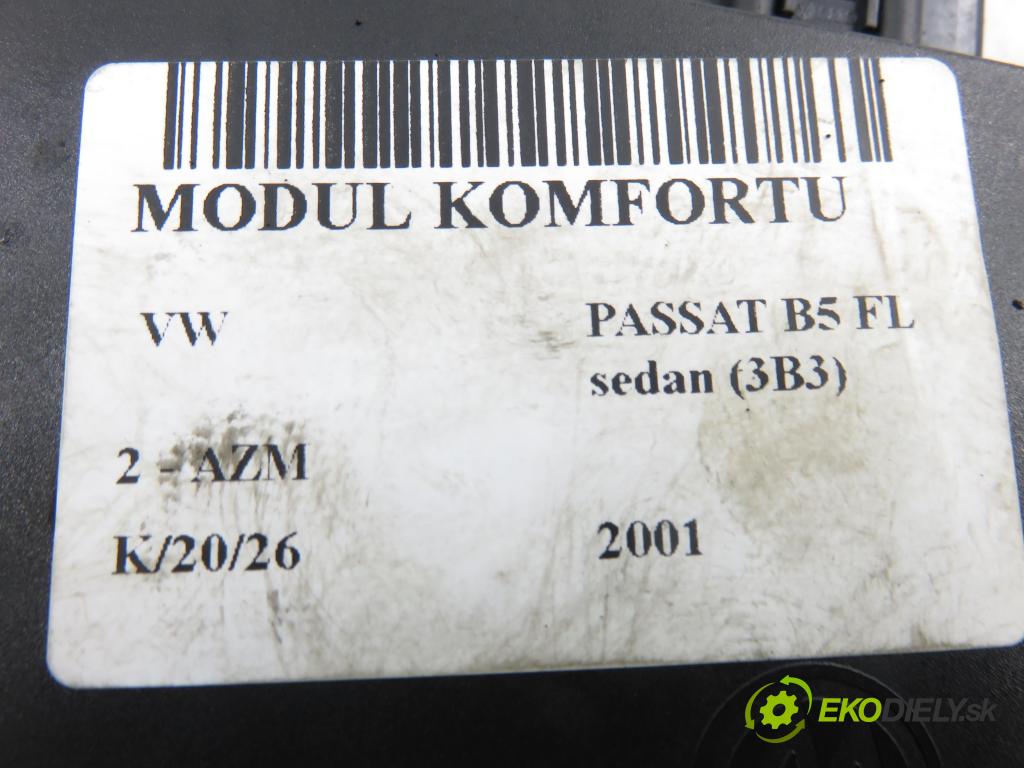 MODUL KOMFORTU
VW
PASSAT B5 FL
sedan (3B3)
2 - AZM
K/20/26
2001
EKODIELY.sk